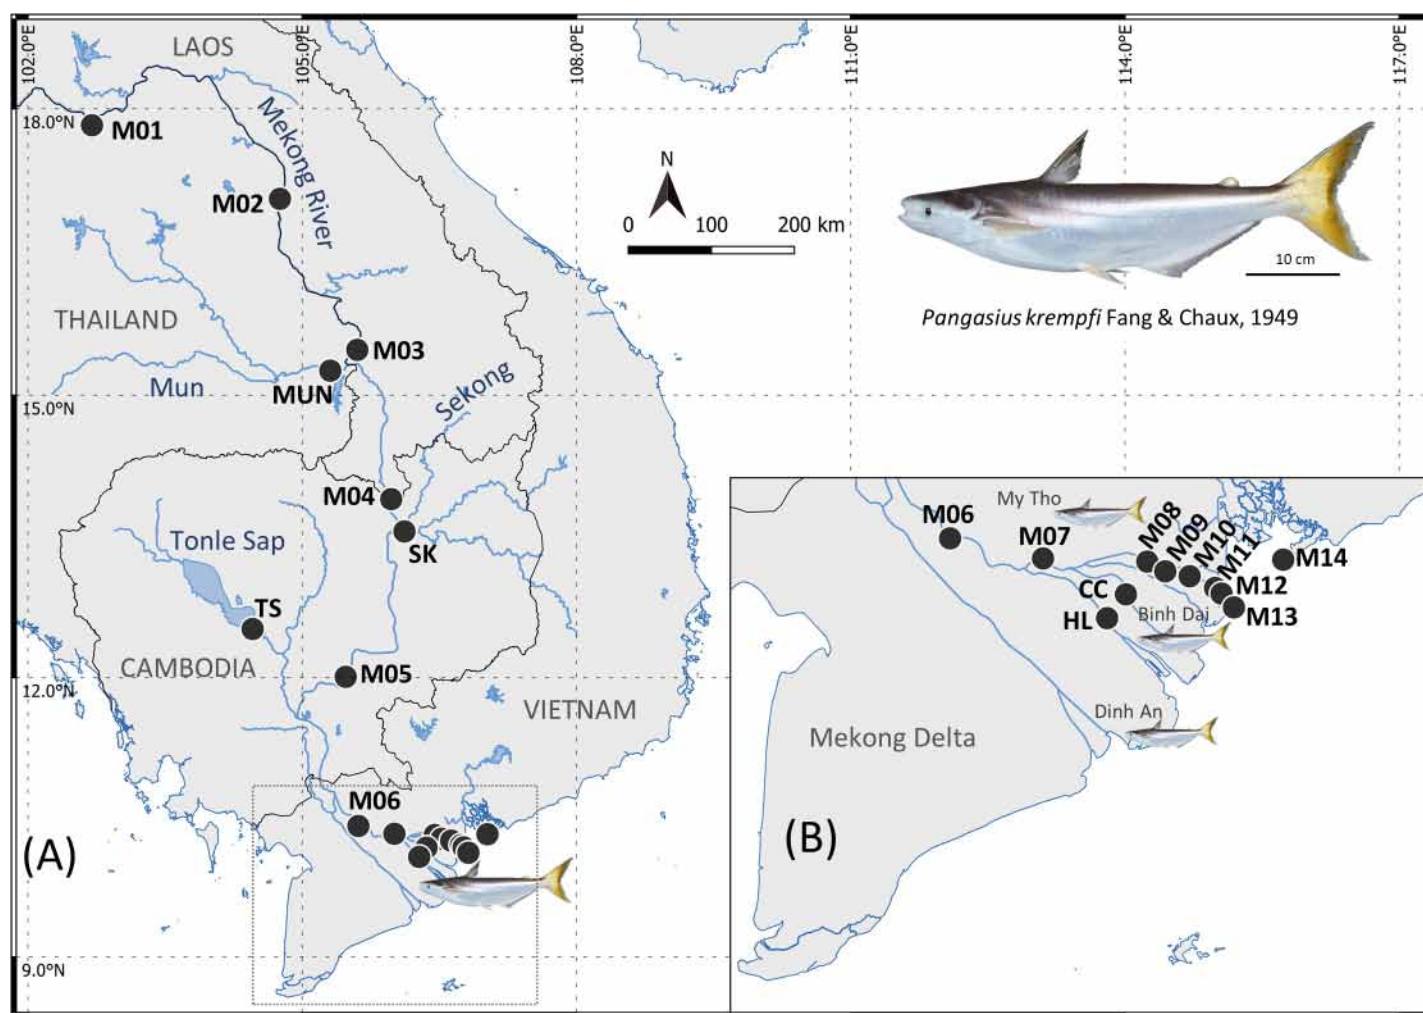 102.0°E
105.0°E
108.0°E
111.0°E
114.0°E
117.0°E
LAOS
18.0°N
M01
Mekong River
M02
N
0 100 200 km
10 cm
Pangasius krempfi Fang & Chaux, 1949
THAILAND
M03
Mun
MUN
Sekong
15.0°N
M04
SK
Tonle Sap
TS
CAMBODIA
M05
12.0°N
VIETNAM
M06
(A)
9.0°N
My Tho
M06
M07
M08
M09
M10
M11
M12
M13
M14
CC
HL
Binh Dai
Dinh An
Mekong Delta
(B)